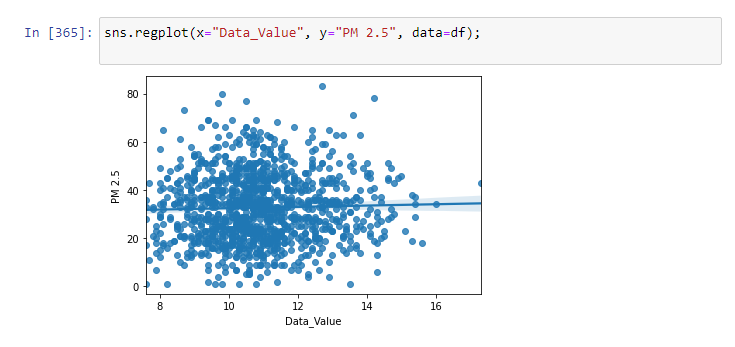 In [365]: sns.regplot(x="Data_Value", y="PM 2.5", data=df);
80
60
40
20
0
PM 2.5
8 10 12 14 16
Data_Value